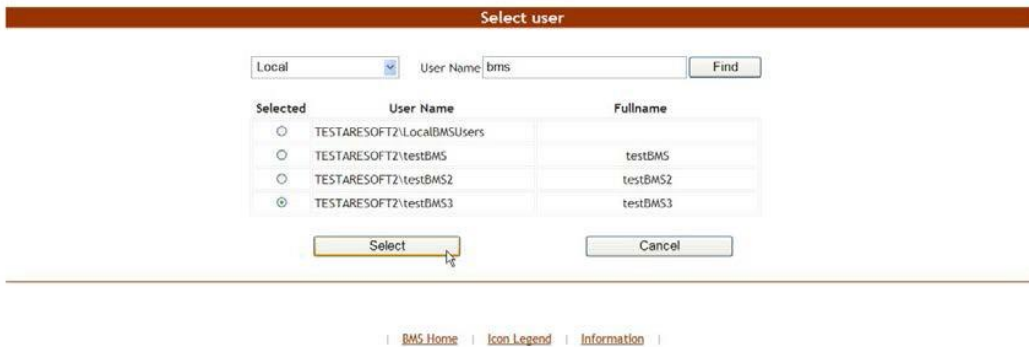 Select user
Local User Name bms Find
Selected User Name Fullname
TESTARESOFT2\LocalBMSUsers
TESTARESOFT2\testBMS testBMS
TESTARESOFT2\testBMS2 testBMS2
TESTARESOFT2\testBMS3 testBMS3
Select Cancel
| BMS Home | Icon Legend | Information |